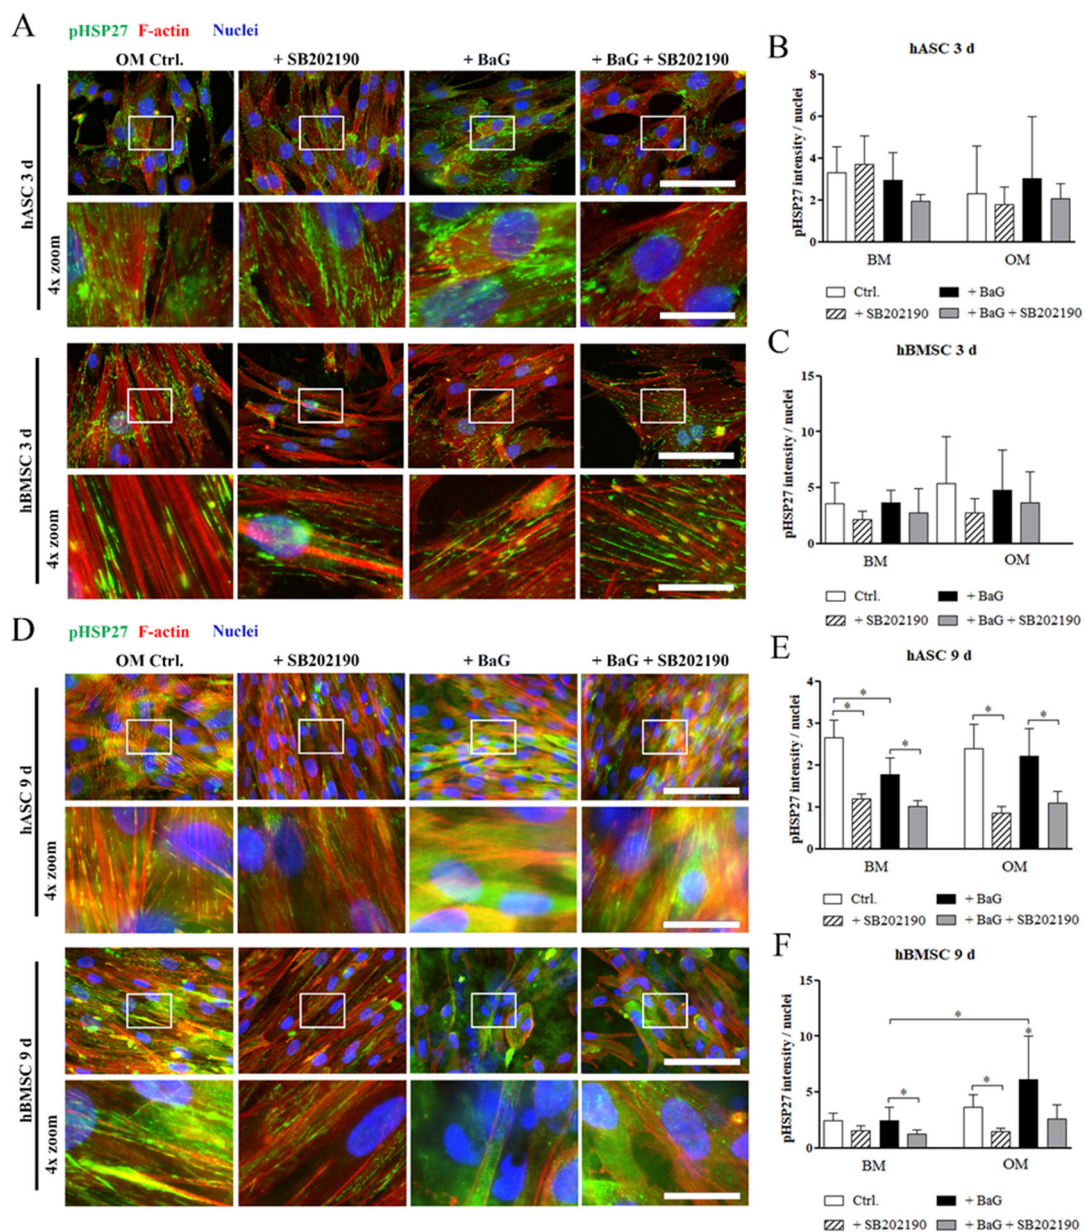 A
pHSP27 F-actin Nuclei
OM Ctrl. + SB202190 + BaG + BaG + SB202190
hASC 3 d
4x zoom
hBMSC 3 d
4x zoom
B
hASC 3 d
pHSP27 intensity / nuclei
8
6
4
2
0
BM OM
Ctrl. + BaG
+ SB202190 + BaG + SB202190
C
hBMSC 3 d
pHSP27 intensity / nuclei
15
10
5
0
BM OM
Ctrl. + BaG
+ SB202190 + BaG + SB202190
D
pHSP27 F-actin Nuclei
OM Ctrl. + SB202190 + BaG + BaG + SB202190
hASC 9 d
4x zoom
hBMSC 9 d
4x zoom
E
hASC 9 d
pHSP27 intensity / nuclei
4
3
2
1
0
* * * * *
BM OM
Ctrl. + BaG
+ SB202190 + BaG + SB202190
F
hBMSC 9 d
pHSP27 intensity / nuclei
15
10
5
0
* * * *
BM OM
Ctrl. + BaG
+ SB202190 + BaG + SB202190